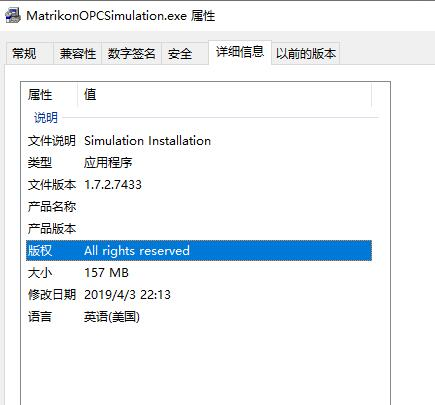 MatrikonOPCSimulation.exe 属性
常规 兼容性 数字签名 安全 详细信息 以前的版本
属性 值
说明
文件说明 Simulation Installation
类型 应用程序
文件版本 1.7.2.7433
产品名称
产品版本
版权 All rights reserved
大小 157 MB
修改日期 2019/4/3 22:13
语言 英语(美国)